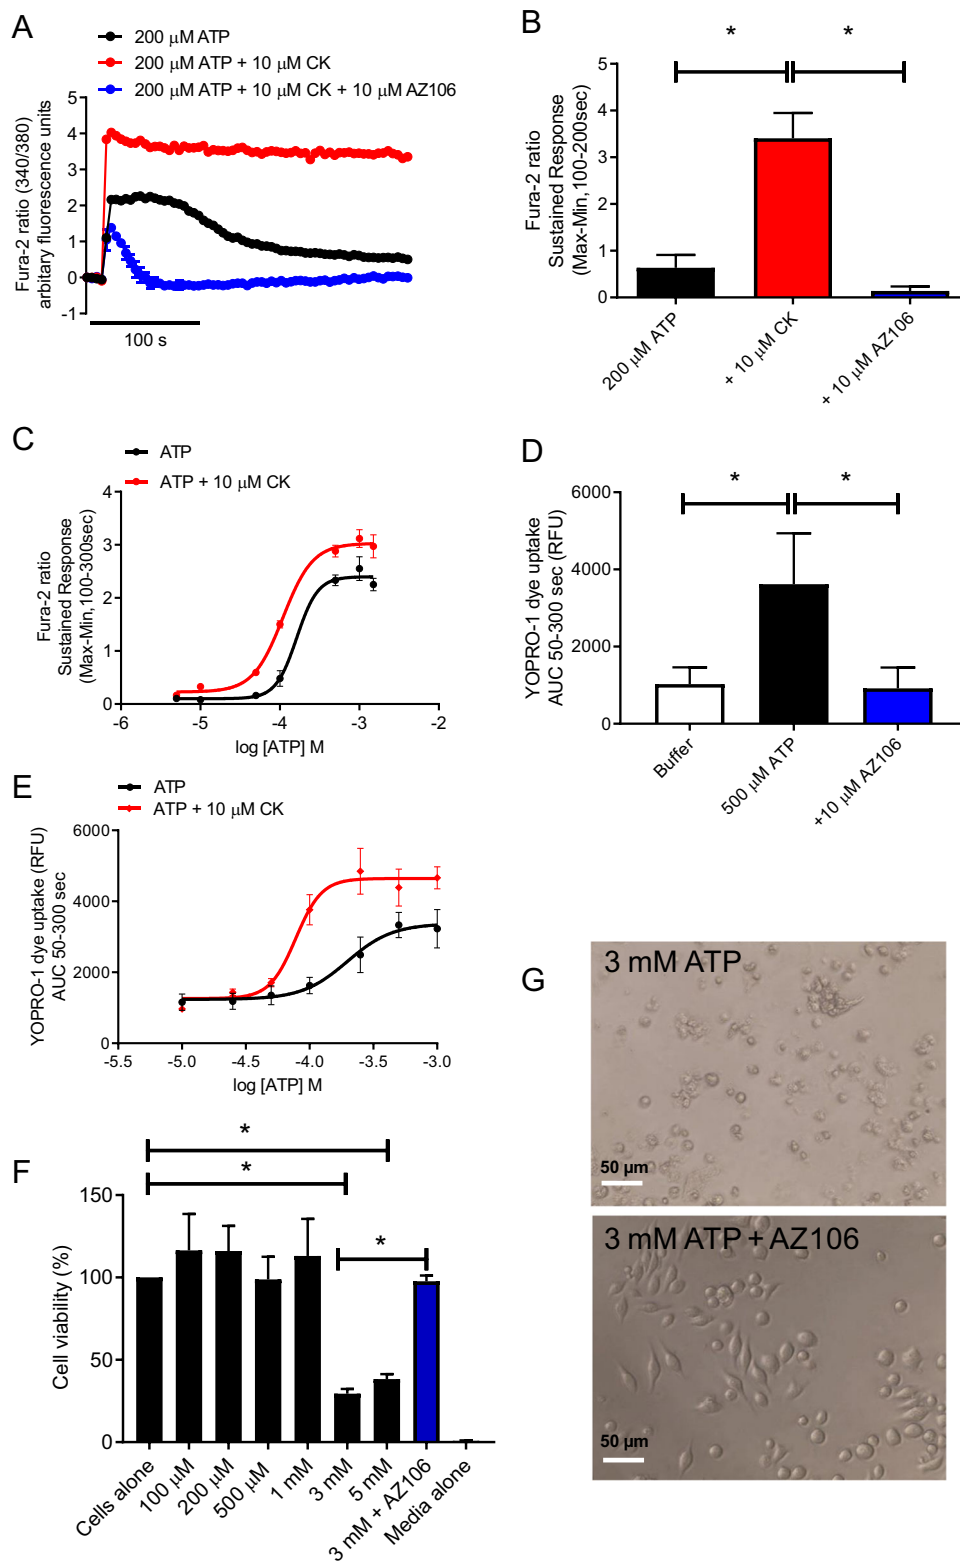 A
200 µM ATP
200 µM ATP + 10 µM CK
200 µM ATP + 10 µM CK + 10 µM AZ106
Fura-2 ratio (340/380)
arbitary fluorescence units
5
4
3
2
1
0
-1
100 s
B
* *
Fura-2 ratio
Sustained Response
(Max-Min,100-200sec)
5
4
3
2
1
0
200 µM ATP
+ 10 µM CK
+ 10 µM AZ106
C
ATP
ATP + 10 µM CK
Fura-2 ratio
Sustained Response
(Max-Min,100-300sec)
4
3
2
1
0
-6 -5 -4 -3 -2
log [ATP] M
D
* *
YOPRO-1 dye uptake
AUC 50-300 sec (RFU)
6000
4000
2000
0
Buffer
500 µM ATP
+10 µM AZ106
E
ATP
ATP + 10 µM CK
YOPRO-1 dye uptake (RFU)
AUC 50-300 sec
6000
4000
2000
0
-5.5 -5.0 -4.5 -4.0 -3.5 -3.0
log [ATP] M
F
*
*
*
Cell viability (%)
150
100
50
0
Cells alone
100 µM
200 µM
500 µM
1 mM
3 mM
5 mM
3 mM + AZ106
Media alone
G
3 mM ATP
50 µm
3 mM ATP + AZ106
50 µm